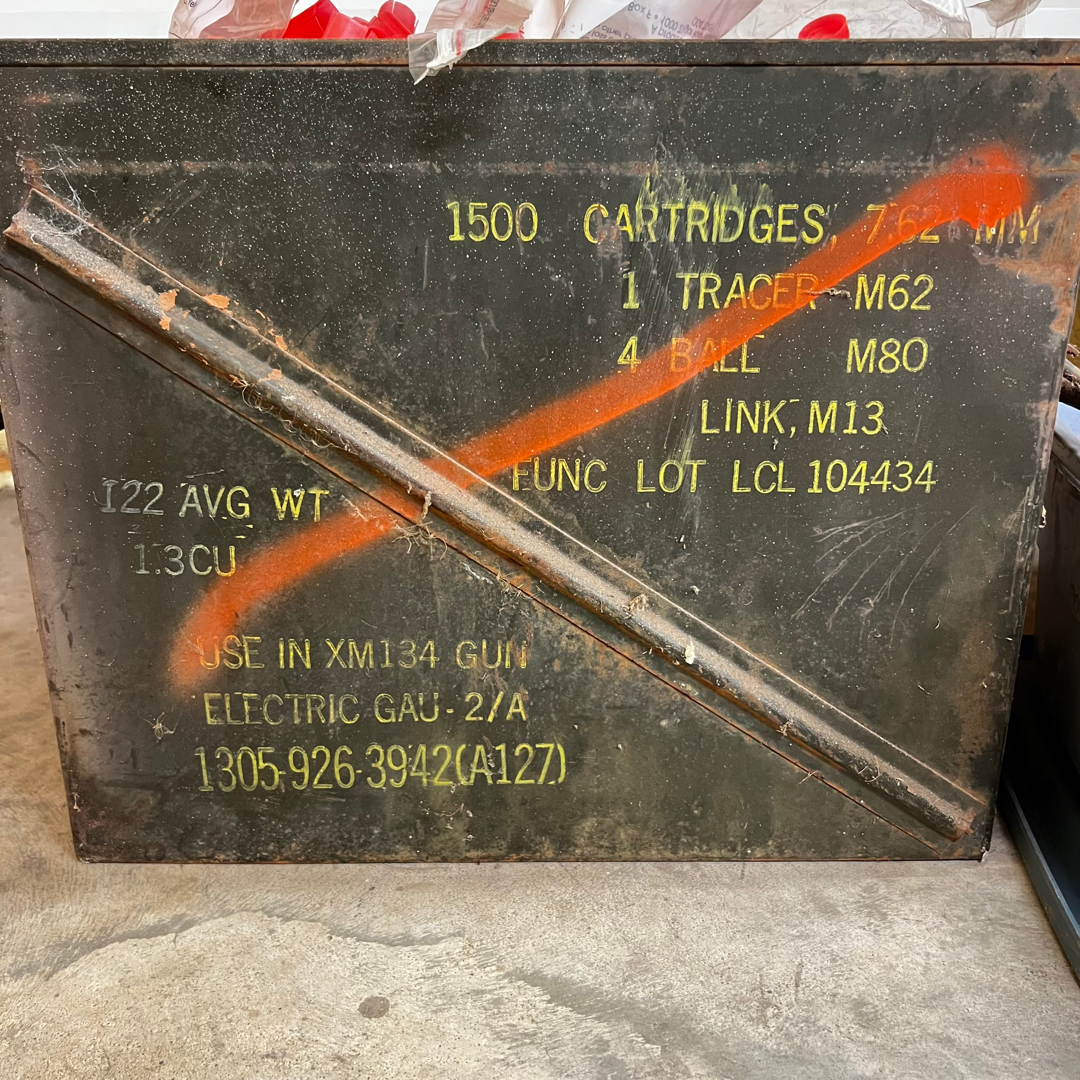 1500 CARTRIDGES, 7.62 MM
1 TRACER M62
4 BALL M80
LINK, M13
FUNC LOT LCL 104434
122 AVG WT
1.3CU
USE IN XM134 GUN
ELECTRIC GAU-2/A
1305-926-3942(A127)